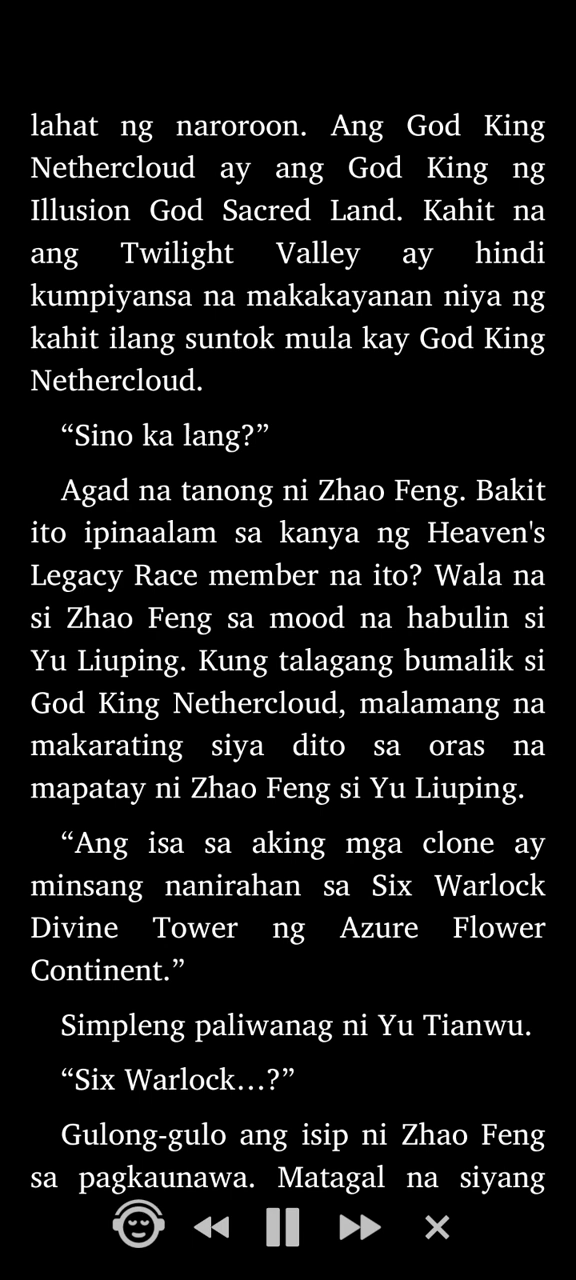 lahat ng naroroon. Ang God King
Nethercloud ay ang God King ng
Illusion God Sacred Land. Kahit na
ang Twilight Valley ay hindi
kumpiyansa na makakayanan niya ng
kahit ilang suntok mula kay God King
Nethercloud.
“Sino ka lang?”
Agad na tanong ni Zhao Feng. Bakit
ito ipinaalam sa kanya ng Heaven's
Legacy Race member na ito? Wala na
si Zhao Feng sa mood na habulin si
Yu Liuping. Kung talagang bumalik si
God King Nethercloud, malamang na
makarating siya dito sa oras na
mapatay ni Zhao Feng si Yu Liuping.
“Ang isa sa aking mga clone ay
minsang nanirahan sa Six Warlock
Divine Tower ng Azure Flower
Continent.”
Simpleng paliwanag ni Yu Tianwu.
“Six Warlock…?”
Gulong-gulo ang isip ni Zhao Feng
sa pagkaunawa. Matagal na siyang